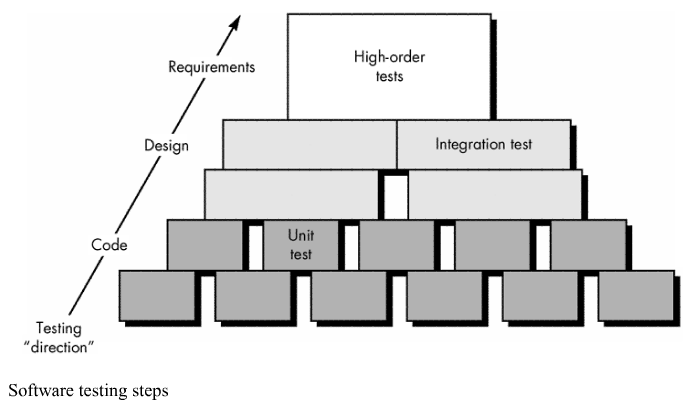 High-order
tests
Requirements
Design
Integration test
Code
Unit
test
Testing
“direction”
Software testing steps